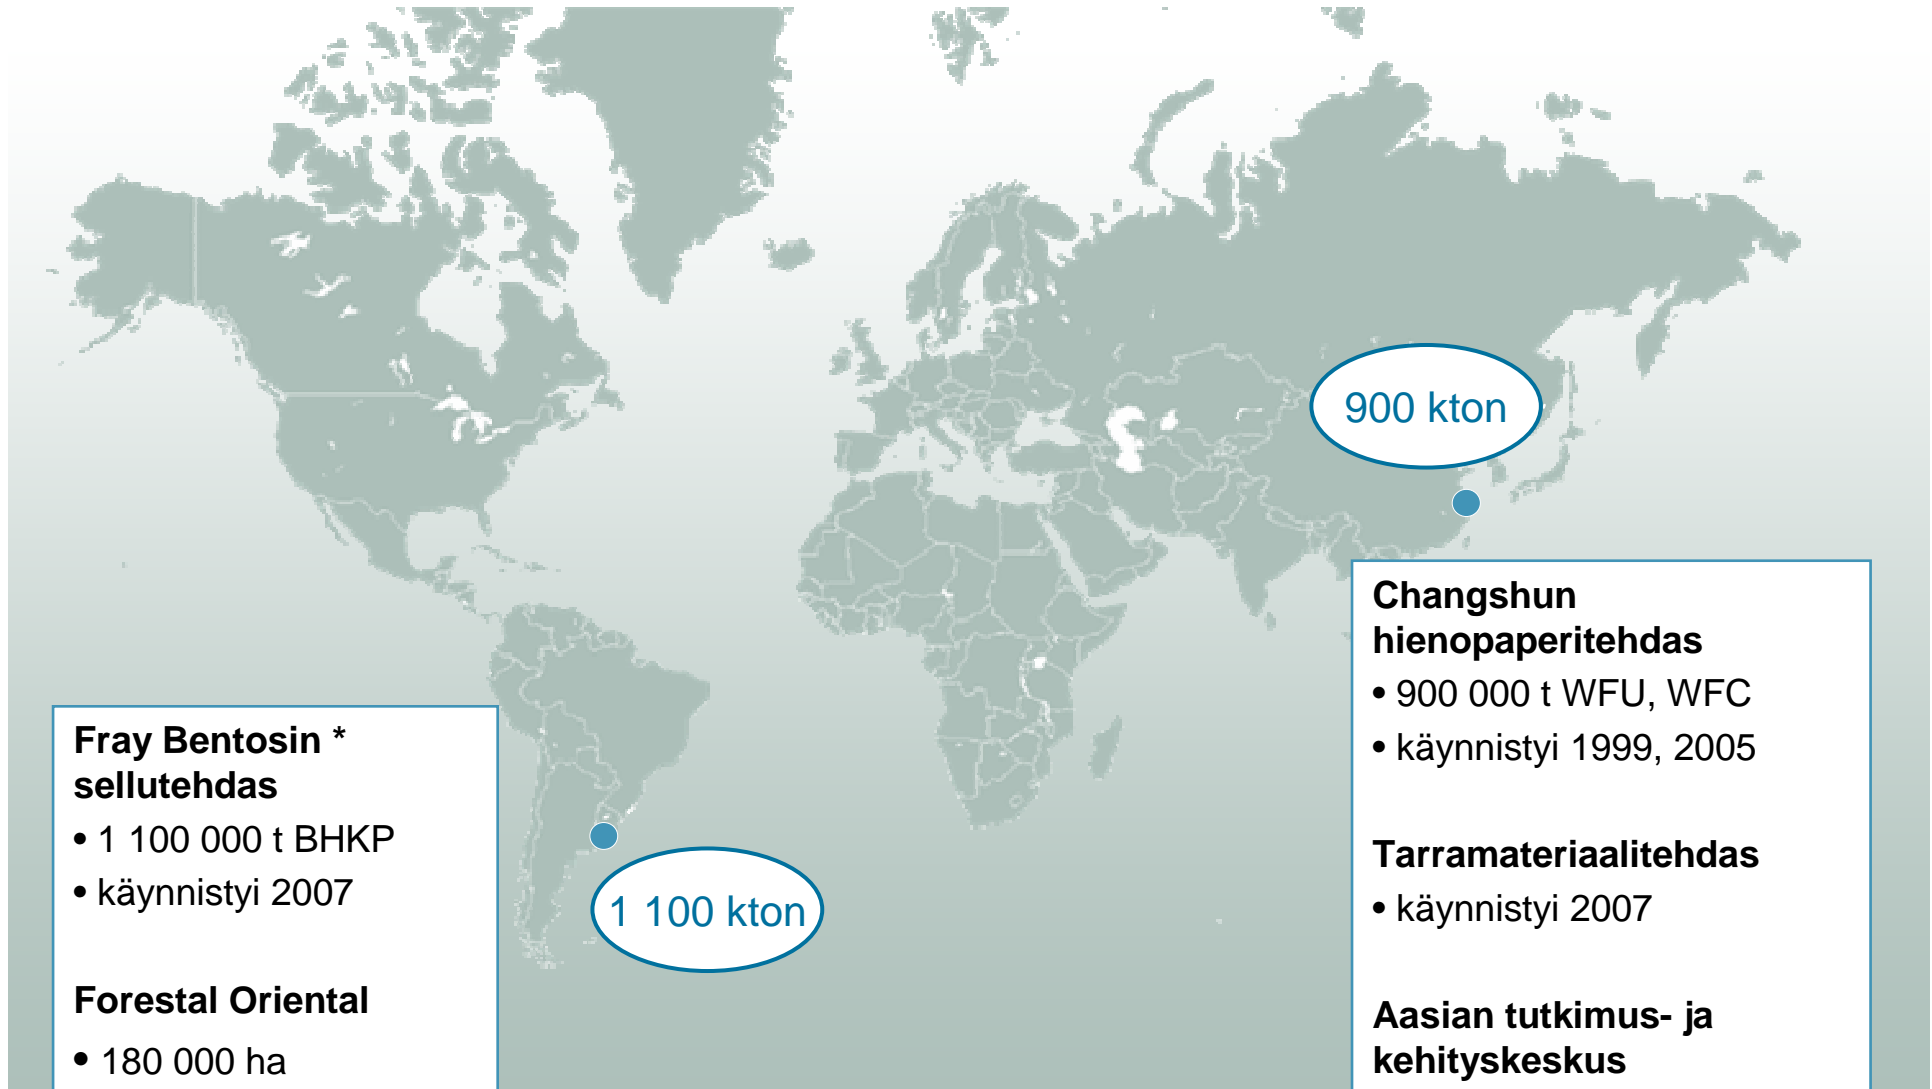 900 kton
Changshun
hienopaperitehdas
• 900 000 t WFU, WFC
• käynnistyi 1999, 2005
Tarramateriaalitehdas
• käynnistyi 2007
Aasian tutkimus- ja
kehityskeskus
Fray Bentosin *
sellutehdas
• 1 100 000 t BHKP
• käynnistyi 2007
Forestal Oriental
• 180 000 ha
1 100 kton